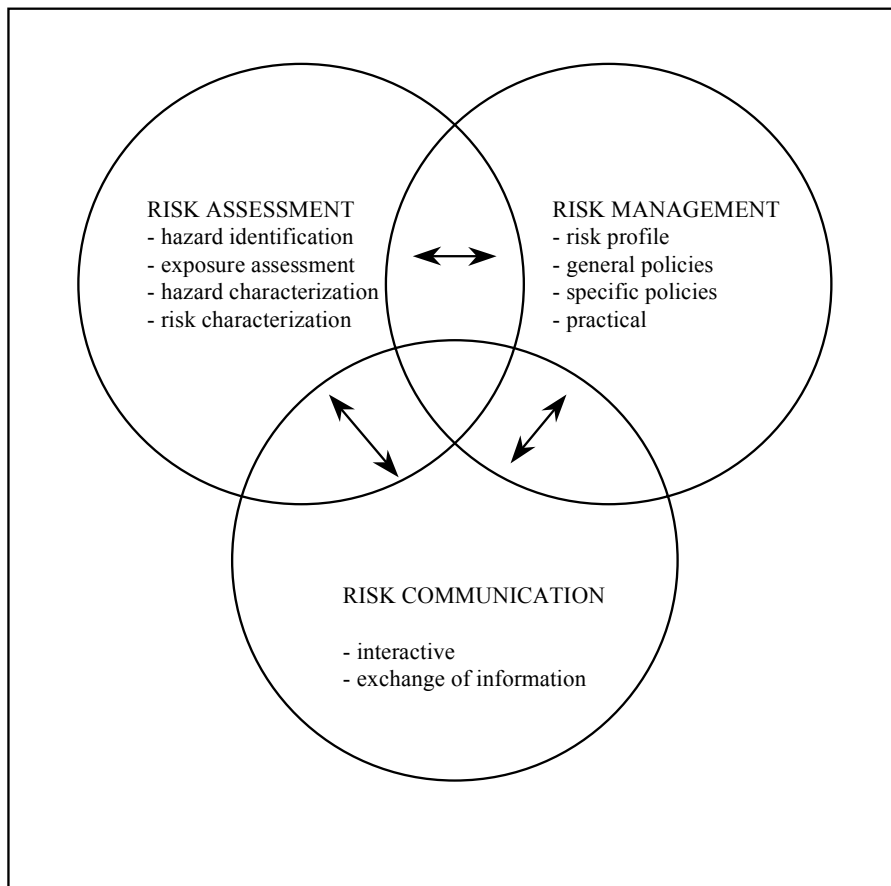 RISK ASSESSMENT
- hazard identification
- exposure assessment
- hazard characterization
- risk characterization
RISK MANAGEMENT
- risk profile
- general policies
- specific policies
- practical
RISK COMMUNICATION
- interactive
- exchange of information